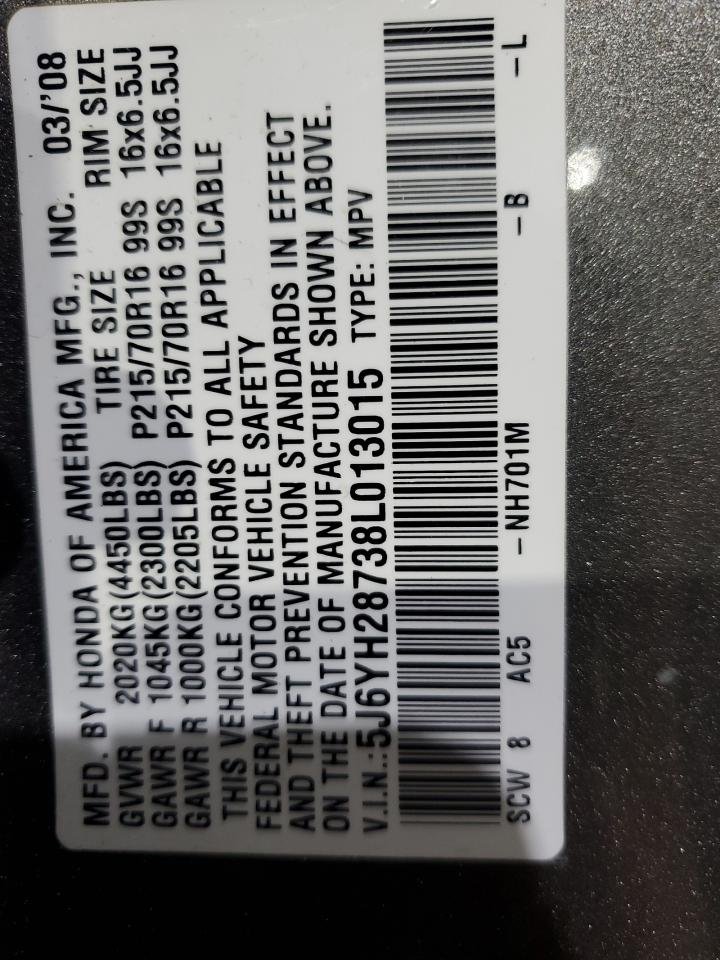 MFD. BY HONDA OF AMERICA MFG., INC. 03/'08
GVWR 2020KG(4450LBS) TIRE SIZE RIM SIZE
GAWR F 1045KG(2300LBS) P215/70R16 99S 16x6.5JJ
GAWR R 1000KG(2205LBS) P215/70R16 99S 16x6.5JJ
THIS VEHICLE CONFORMS TO ALL APPLICABLE
FEDERAL MOTOR VEHICLE SAFETY
AND THEFT PREVENTION STANDARDS IN EFFECT
ON THE DATE OF MANUFACTURE SHOWN ABOVE.
V.I.N.:5J6YH28738L013015 TYPE: MPV
SCW 8 AC5 -NH701M -B -L